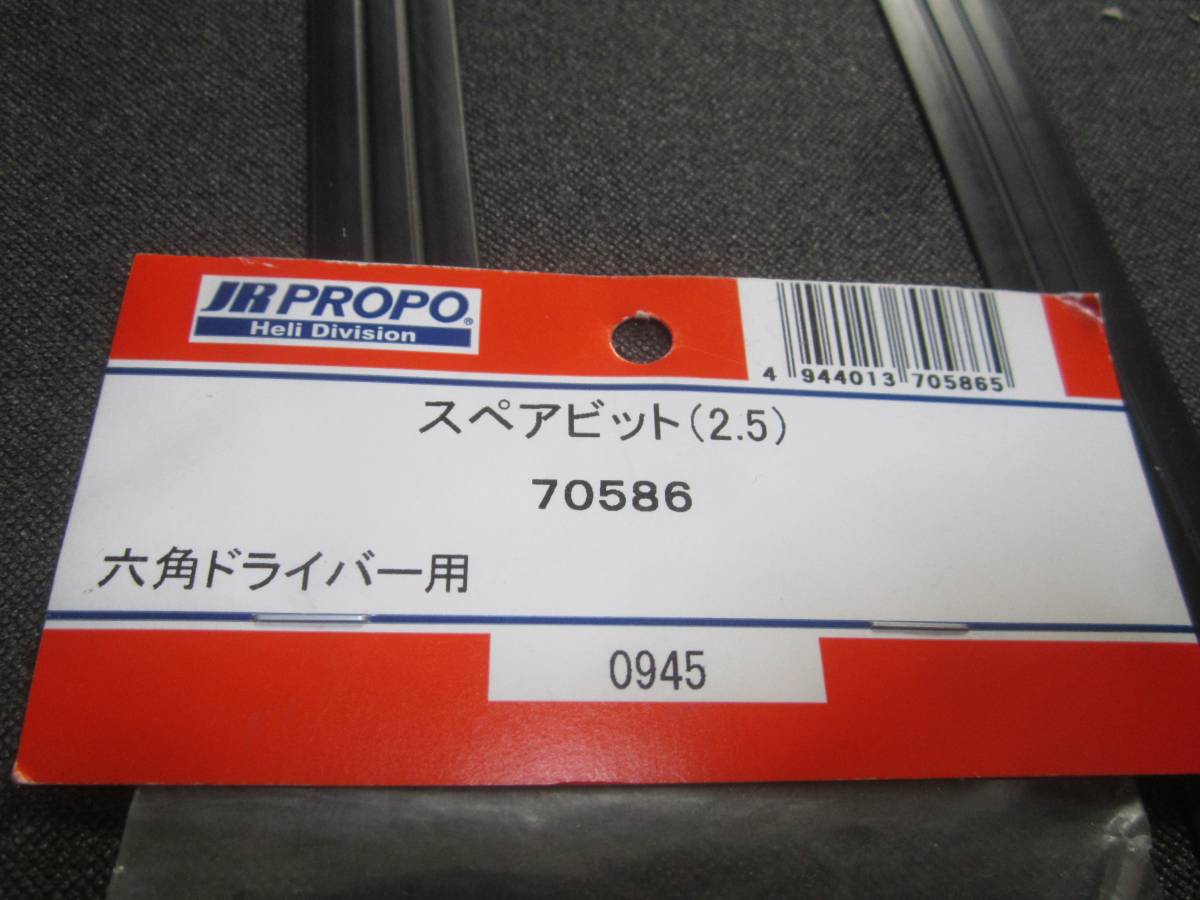 JR PROPO®
Heli Division
4 944013 705865
スペアビット(2.5)
70586
六角ドライバー用
0945